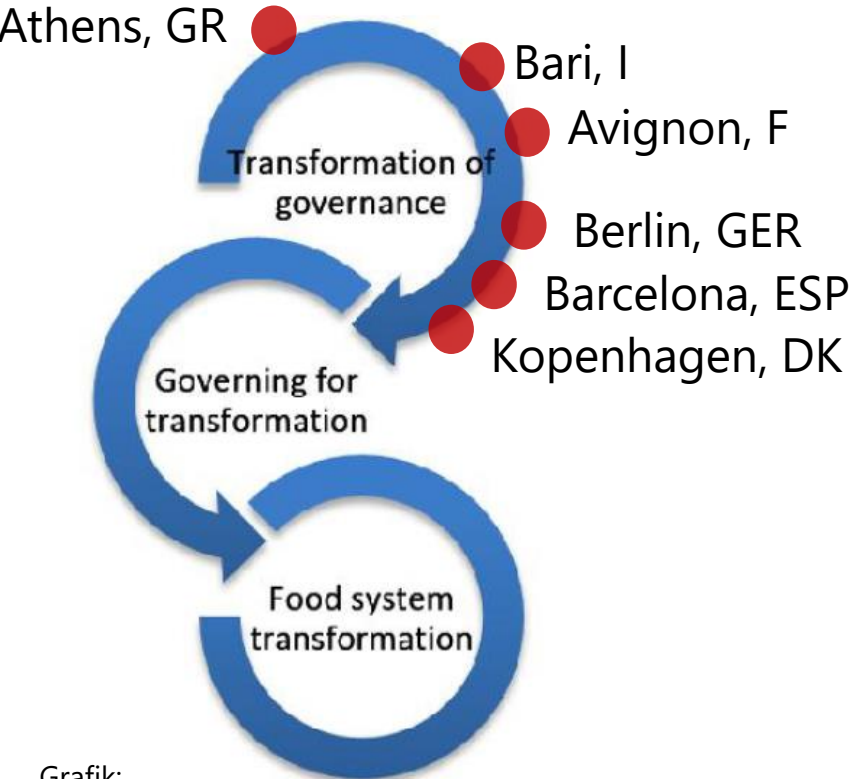 Athens, GR
Bari, I
Avignon, F
Transformation of
governance
Berlin, GER
Barcelona, ESP
Kopenhagen, DK
Governing for
transformation
Food system
transformation
Grafik: